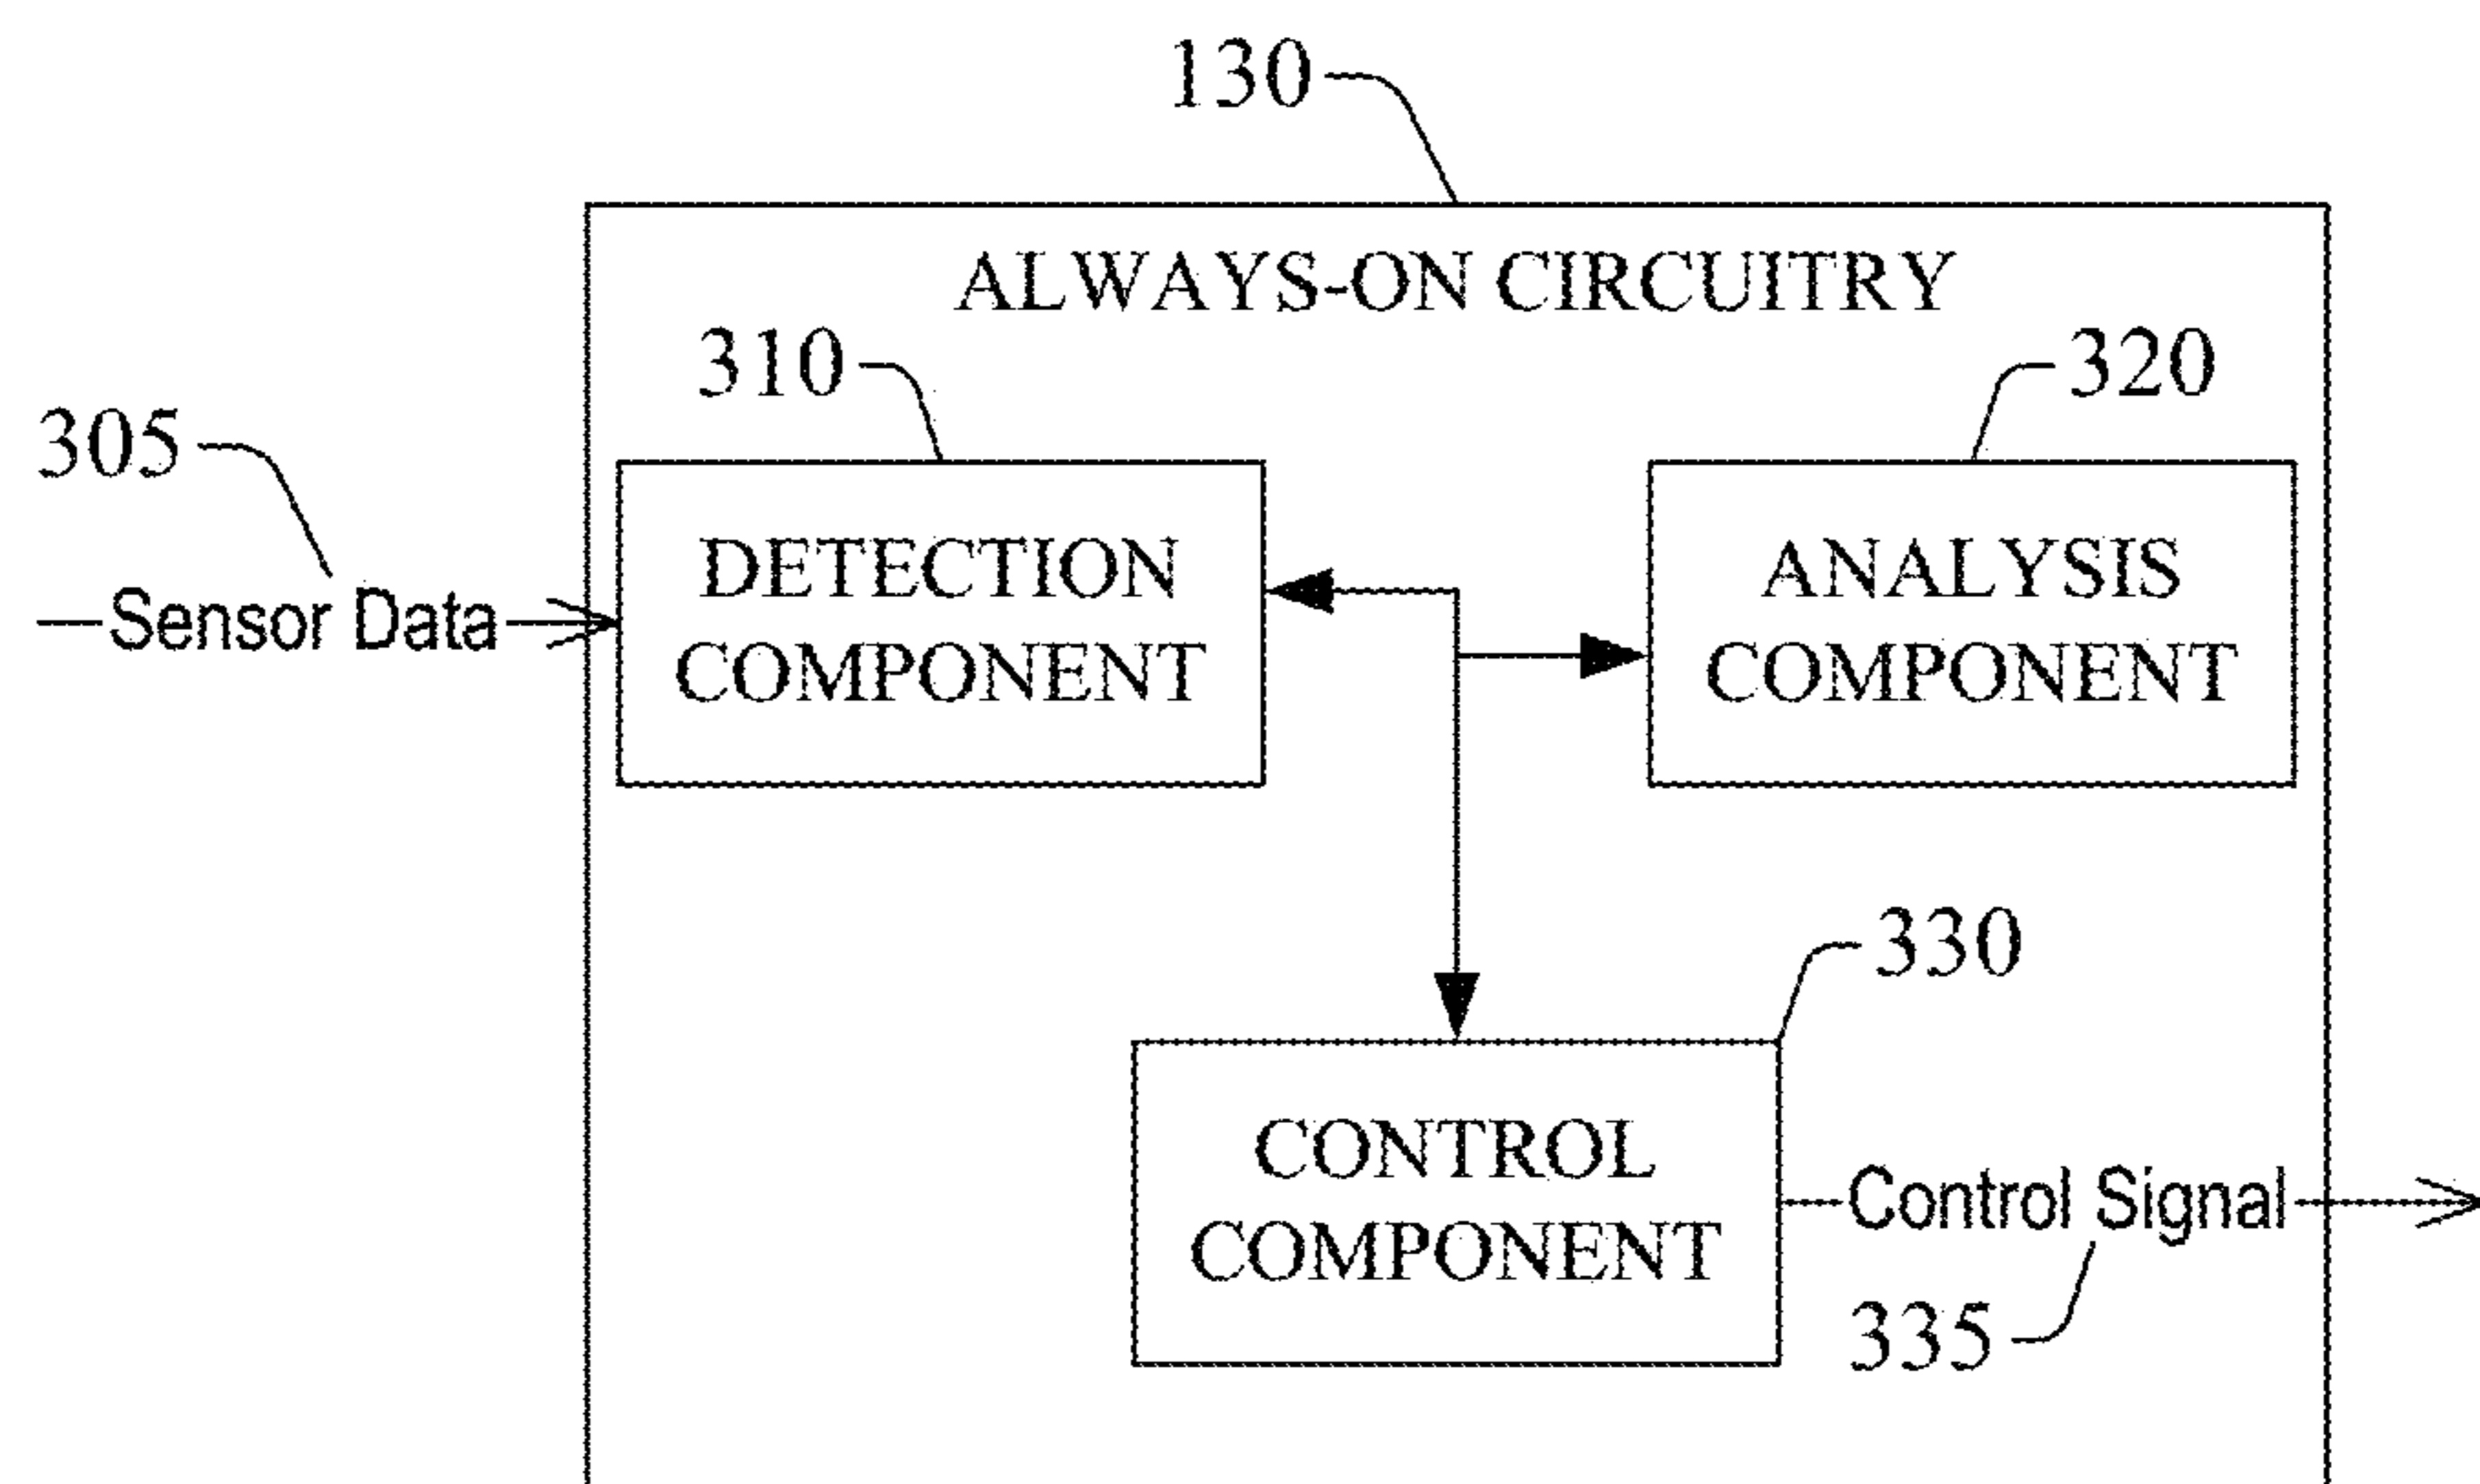 130
ALWAYS-ON CIRCUITRY
310
320
305
DETECTION
COMPONENT
ANALYSIS
COMPONENT
Sensor Data
330
CONTROL
COMPONENT
Control Signal
335